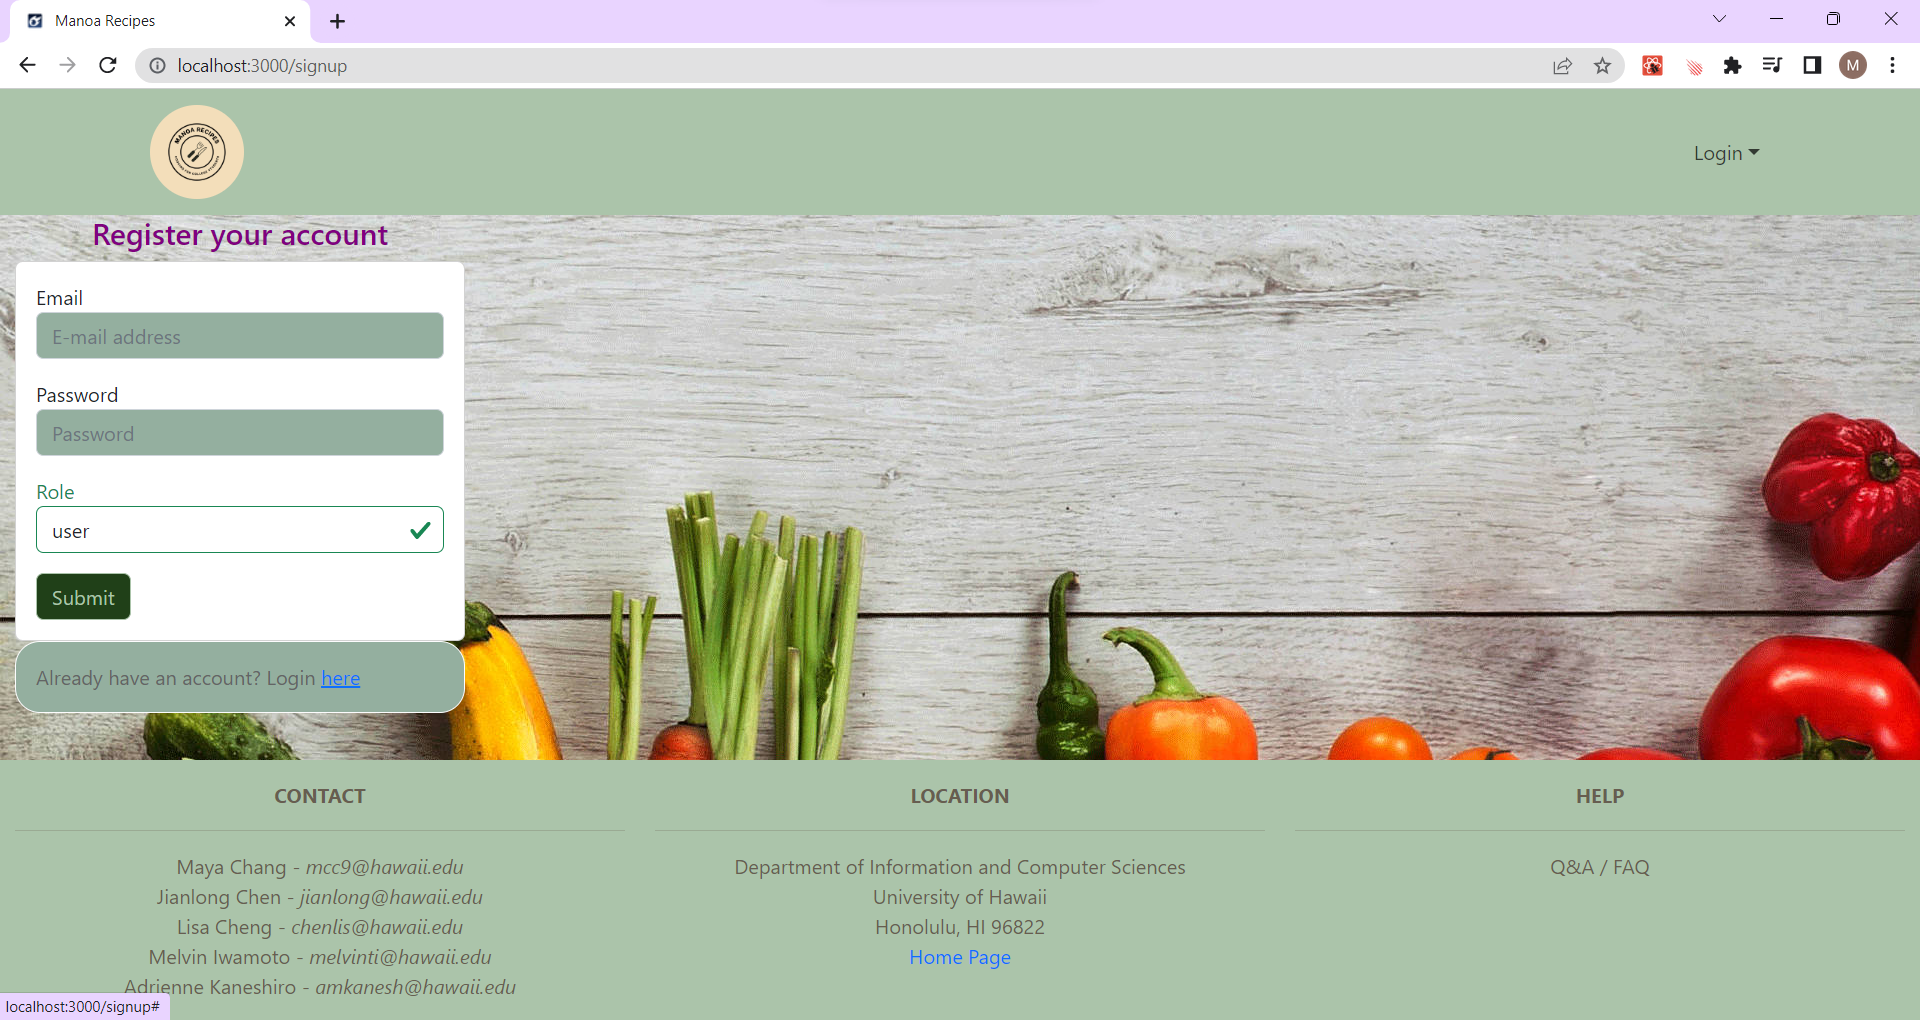 Manoa Recipes
localhost:3000/signup
M
MANOA RECIPES
Login
Register your account
Email
E-mail address
Password
Password
Role
user
Submit
Already have an account? Login here
CONTACT
Maya Chang - mcc9@hawaii.edu
Jianlong Chen - jianlong@hawaii.edu
Lisa Cheng - chenlis@hawaii.edu
Melvin Iwamoto - melvinti@hawaii.edu
Adrienne Kaneshiro - amkanesh@hawaii.edu
LOCATION
Department of Information and Computer Sciences
University of Hawaii
Honolulu, HI 96822
Home Page
HELP
Q&A / FAQ
localhost:3000/signup#